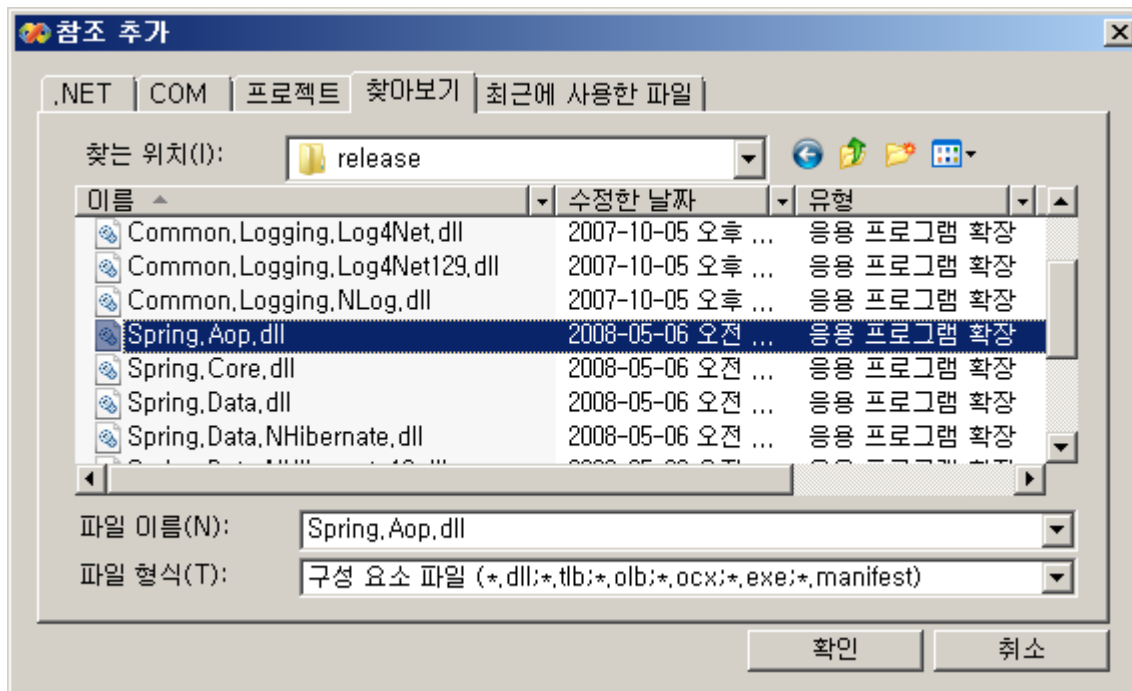 참조 추가
.NET COM 프로젝트 찾아보기 최근에 사용한 파일
찾는 위치(I): release
이름 수정한 날짜 유형
Common.Logging.Log4Net.dll 2007-10-05 오후 ... 응용 프로그램 확장
Common.Logging.Log4Net129.dll 2007-10-05 오후 ... 응용 프로그램 확장
Common.Logging.NLog.dll 2007-10-05 오후 ... 응용 프로그램 확장
Spring.Aop.dll 2008-05-06 오전 ... 응용 프로그램 확장
Spring.Core.dll 2008-05-06 오전 ... 응용 프로그램 확장
Spring.Data.dll 2008-05-06 오전 ... 응용 프로그램 확장
Spring.Data.NHibernate.dll 2008-05-06 오전 ... 응용 프로그램 확장
파일 이름(N): Spring.Aop.dll
파일 형식(T): 구성 요소 파일 (*.dll;*.tlb;*.olb;*.ocx;*.exe;*.manifest)
확인 취소